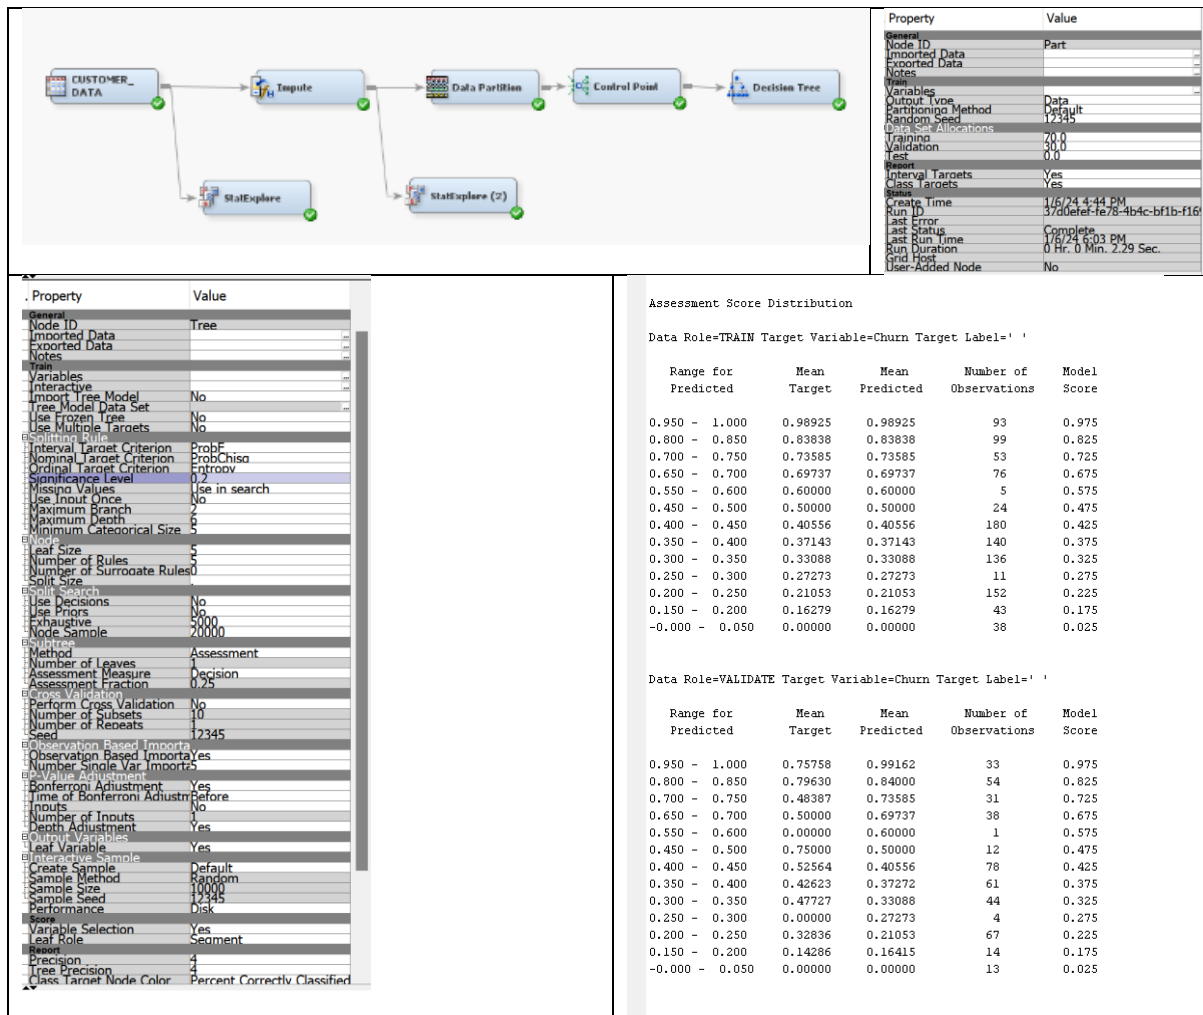 CUSTOMER_
DATA
Impute
Data Partition
Control Point
Decision Tree
StatExplore
StatExplore (2)
Property Value
General
Node ID Part
Imported Data ...
Exported Data ...
Notes ...
Train
Variables ...
Output Type Data
Partitioning Method Default
Random Seed 12345
Data Set Allocations
Training 70.0
Validation 30.0
Test 0.0
Report
Interval Targets Yes
Class Targets Yes
Status
Create Time 1/6/24 4:44 PM
Run ID 37d0efef-fe78-4b4c-bf1b-f16
Last Error
Last Status Complete
Last Run Time 1/6/24 6:03 PM
Run Duration 0 Hr. 0 Min. 2.29 Sec.
Grid Host
User-Added Node No
. Property Value
General
Node ID Tree
Imported Data ...
Exported Data ...
Notes ...
Train
Variables ...
Interactive ...
Import Tree Model No
Tree Model Data Set ...
Use Frozen Tree No
Use Multiple Targets No
Splitting Rule
Interval Target Criterion ProbF
Nominal Target Criterion ProbChisq
Ordinal Target Criterion Entropy
Significance Level 0.2
Missing Values Use in search
Use Input Once No
Maximum Branch 2
Maximum Depth 6
Minimum Categorical Size 5
Node
Leaf Size 5
Number of Rules 5
Number of Surrogate Rules 0
Split Size .
Split Search
Use Decisions No
Use Priors No
Exhaustive 5000
Node Sample 20000
Subtree
Method Assessment
Number of Leaves 1
Assessment Measure Decision
Assessment Fraction 0.25
Cross Validation
Perform Cross Validation No
Number of Subsets 10
Number of Repeats 1
Seed 12345
Observation Based Importa
Observation Based Importa Yes
Number Single Var Importa 5
P-Value Adjustment
Bonferroni Adjustment Yes
Time of Bonferroni Adjustm Before
Inputs No
Number of Inputs 1
Depth Adjustment Yes
Output Variables
Leaf Variable Yes
Interactive Sample
Create Sample Default
Sample Method Random
Sample Size 10000
Sample Seed 12345
Performance Disk
Score
Variable Selection Yes
Leaf Role Segment
Report
Precision 4
Tree Precision 4
Class Target Node Color Percent Correctly Classified
Assessment Score Distribution
Data Role=TRAIN Target Variable=Churn Target Label=' '
Range for Mean Mean Number of Model
Predicted Target Predicted Observations Score
0.950 - 1.000 0.98925 0.98925 93 0.975
0.800 - 0.850 0.83838 0.83838 99 0.825
0.700 - 0.750 0.73585 0.73585 53 0.725
0.650 - 0.700 0.69737 0.69737 76 0.675
0.550 - 0.600 0.60000 0.60000 5 0.575
0.450 - 0.500 0.50000 0.50000 24 0.475
0.400 - 0.450 0.40556 0.40556 180 0.425
0.350 - 0.400 0.37143 0.37143 140 0.375
0.300 - 0.350 0.33088 0.33088 136 0.325
0.250 - 0.300 0.27273 0.27273 11 0.275
0.200 - 0.250 0.21053 0.21053 152 0.225
0.150 - 0.200 0.16279 0.16279 43 0.175
-0.000 - 0.050 0.00000 0.00000 38 0.025
Data Role=VALIDATE Target Variable=Churn Target Label=' '
Range for Mean Mean Number of Model
Predicted Target Predicted Observations Score
0.950 - 1.000 0.75758 0.99162 33 0.975
0.800 - 0.850 0.79630 0.84000 54 0.825
0.700 - 0.750 0.48387 0.73585 31 0.725
0.650 - 0.700 0.50000 0.69737 38 0.675
0.550 - 0.600 0.00000 0.60000 1 0.575
0.450 - 0.500 0.75000 0.50000 12 0.475
0.400 - 0.450 0.52564 0.40556 78 0.425
0.350 - 0.400 0.42623 0.37272 61 0.375
0.300 - 0.350 0.47727 0.33088 44 0.325
0.250 - 0.300 0.00000 0.27273 4 0.275
0.200 - 0.250 0.32836 0.21053 67 0.225
0.150 - 0.200 0.14286 0.16415 14 0.175
-0.000 - 0.050 0.00000 0.00000 13 0.025